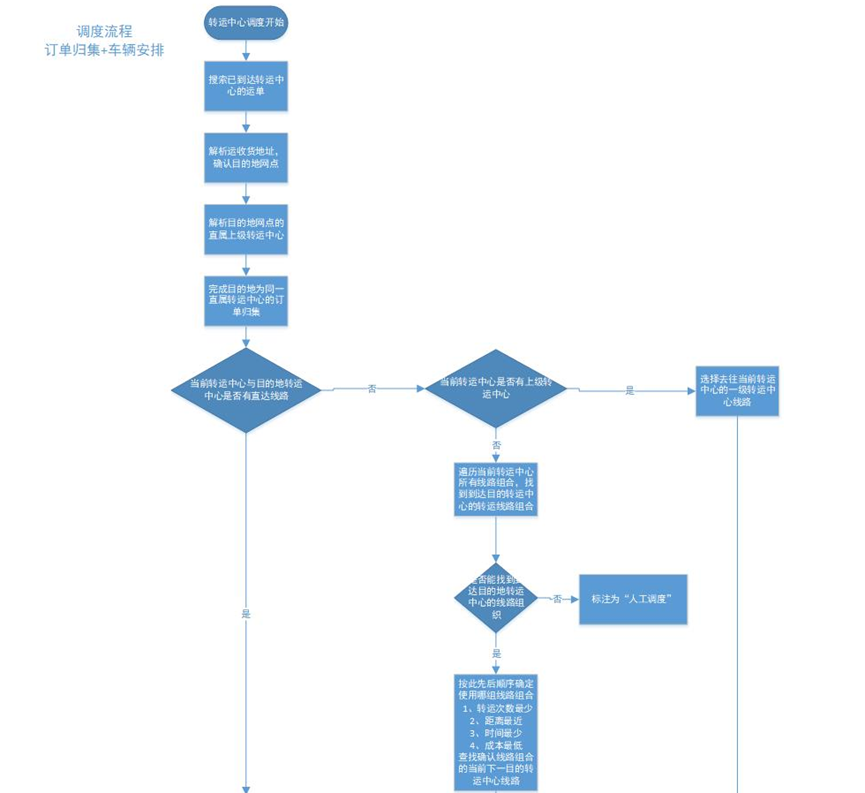 调度流程
订单归集+车辆安排
转运中心调度开始
搜索已到达转运中
心的运单
解析运收货地址,
确认目的地网点
解析目的地网点的
直属上级转运中心
完成目的地为同一
直属转运中心的订
单归集
当前转运中心与目的地转运
中心是否有直达线路
否
当前转运中心是否有上级转
运中心
是
选择去往当前转运
中心的一级转运中
心线路
否
遍历当前转运中心
所有线路组合，找
到到达目的转运中
心的转运线路组合
是否能找到到
达目的地转运
中心的线路组
织
否
标注为“人工调度”
是
是
按此先后顺序确定
使用哪组线路组合
1、转运次数最少
2、距离最近
3、时间最少
4、成本最低
查找确认线路组合
的当前下一目的转
运中心线路